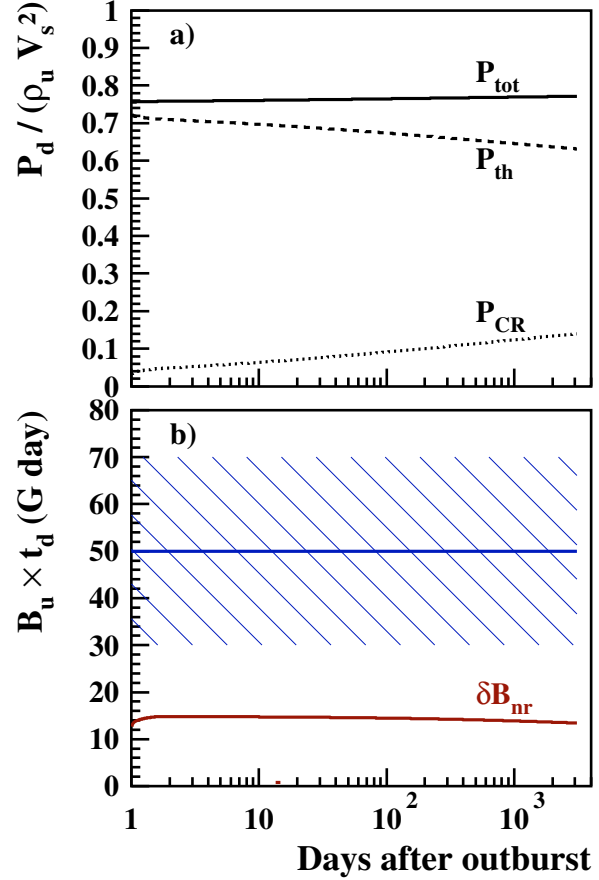 a)
P_d / (ρ_u V_s^2)
1
0.9
0.8
0.7
0.6
0.5
0.4
0.3
0.2
0.1
0
P_tot
P_th
P_CR
b)
B_u × t_d (G day)
80
70
60
50
40
30
20
10
0
δB_nr
1 10 10^2 10^3
Days after outburst